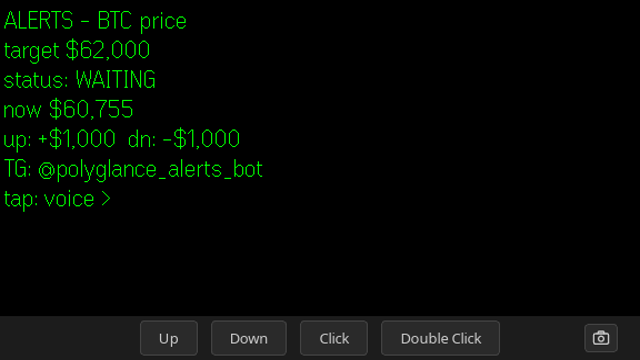 ALERTS - BTC price
target $62,000
status: WAITING
now $60,755
up: +$1,000  dn: -$1,000
TG: @polyglance_alerts_bot
tap: voice >
Up Down Click Double Click